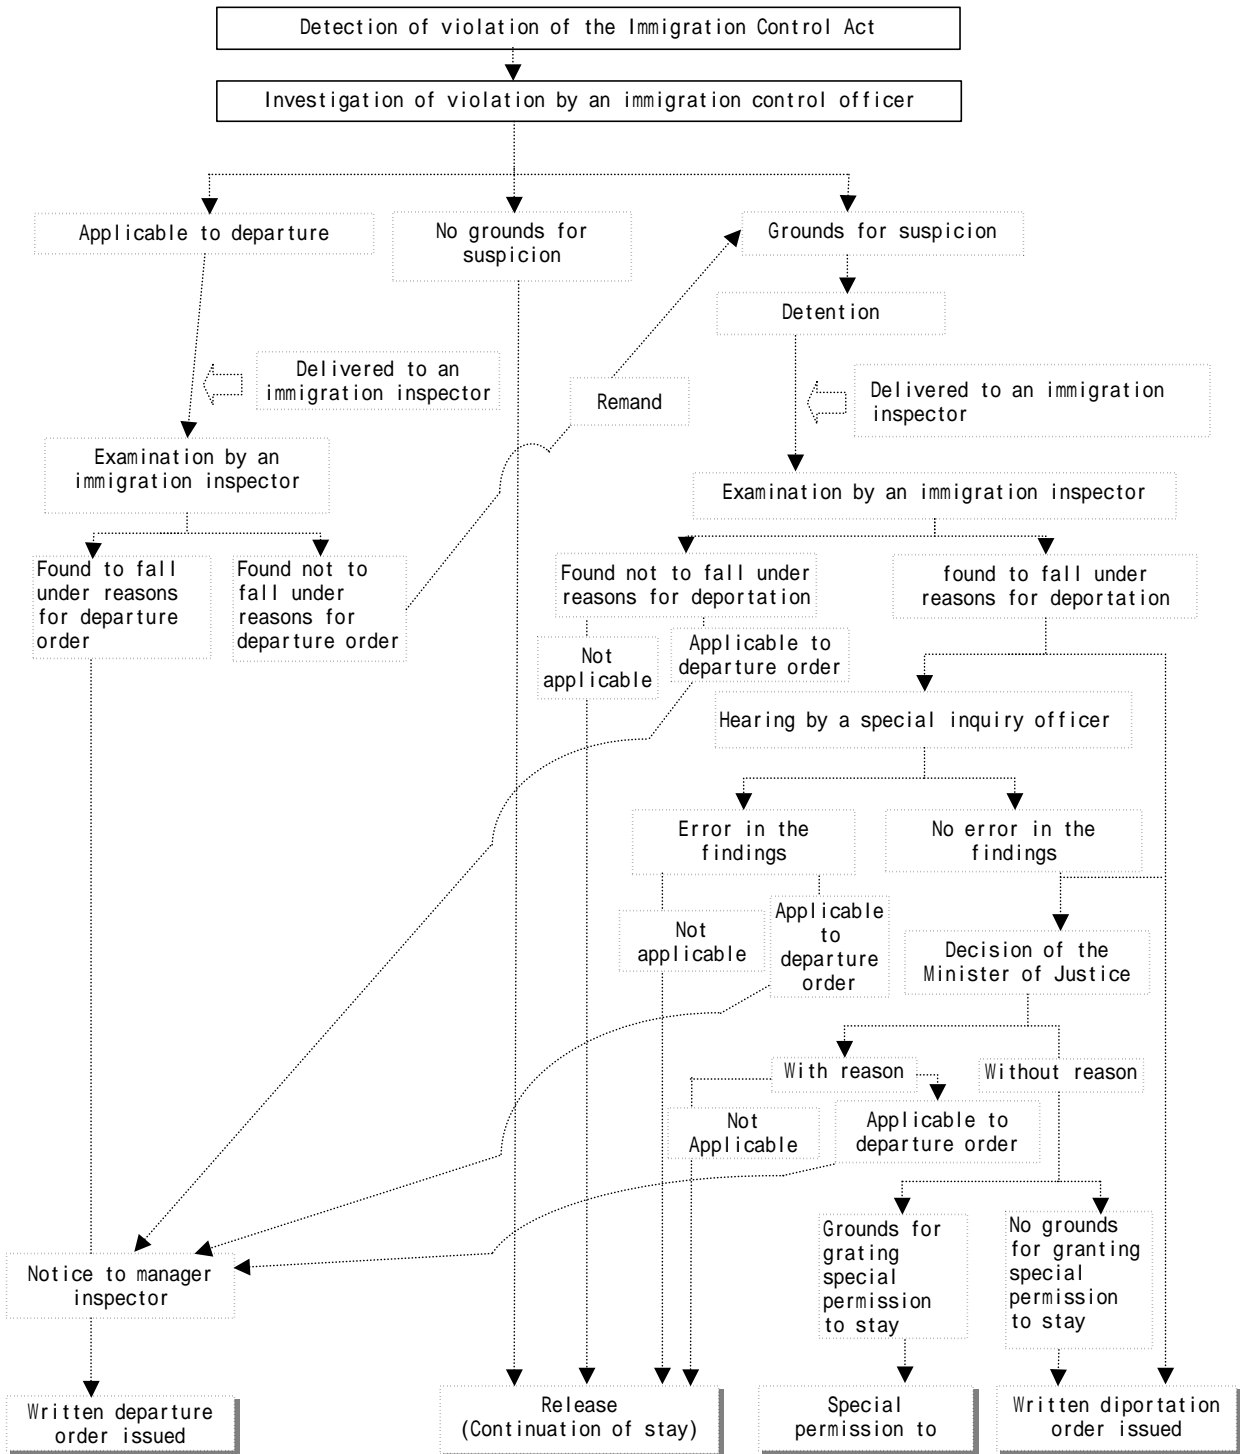 Detection of violation of the Immigration Control Act
Investigation of violation by an immigration control officer
Applicable to departure
No grounds for
suspicion
Grounds for suspicion
Detention
Delivered to an
immigration inspector
Remand
Delivered to an immigration
inspector
Examination by an
immigration inspector
Examination by an immigration inspector
Found to fall
under reasons
for departure
order
Found not to
fall under
reasons for
departure order
Found not to fall under
reasons for deportation
found to fall under
reasons for deportation
Not
applicable
Applicable to
departure order
Hearing by a special inquiry officer
Error in the
findings
No error in the
findings
Not
applicable
Applicable
to
departure
order
Decision of the
Minister of Justice
With reason
Without reason
Not
Applicable
Applicable to
departure order
Grounds for
grating
special
permission
to stay
No grounds
for granting
special
permission
to stay
Notice to manager
inspector
Written departure
order issued
Release
(Continuation of stay)
Special
permission to
Written diportation
order issued